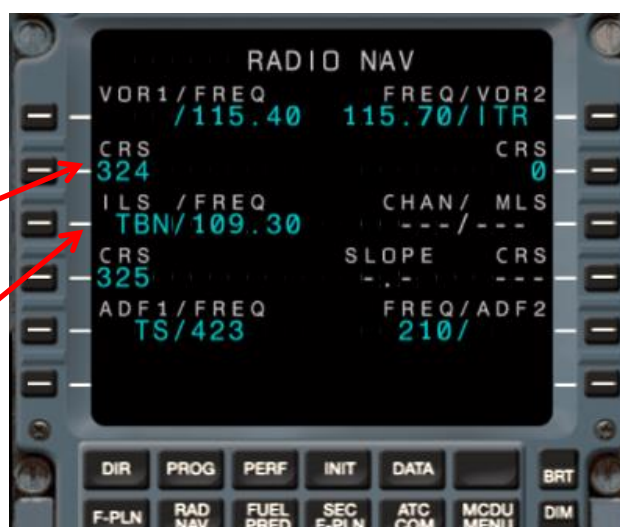 RADIO NAV
VOR1/FREQ FREQ/VOR2
/115.40 115.70/ITR
CRS CRS
324 0
ILS /FREQ CHAN/ MLS
TBN/109.30 ---/---
CRS SLOPE CRS
325 -.- ---
ADF1/FREQ FREQ/ADF2
TS/423 210/
DIR PROG PERF INIT DATA BRT
F-PLN RAD NAV FUEL PRED SEC F-PLN ATC COM MCDU MENU DIM